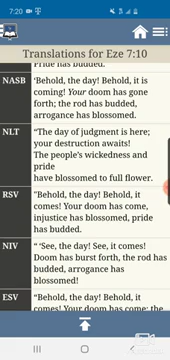 7:20
Translations for Eze 7:10
Pride has budded.
NASB
‘Behold, the day! Behold, it is
coming! Your doom has gone
forth; the rod has budded,
arrogance has blossomed.
NLT
“The day of judgment is here;
your destruction awaits!
The people’s wickedness and
pride
have blossomed to full flower.
RSV
“Behold, the day! Behold, it
comes! Your doom has come,
injustice has blossomed, pride
has budded.
NIV
“ ‘See, the day! See, it comes!
Doom has burst forth, the rod has
budded, arrogance has
blossomed!
ESV
“Behold, the day! Behold, it
comes! Your doom has come; the